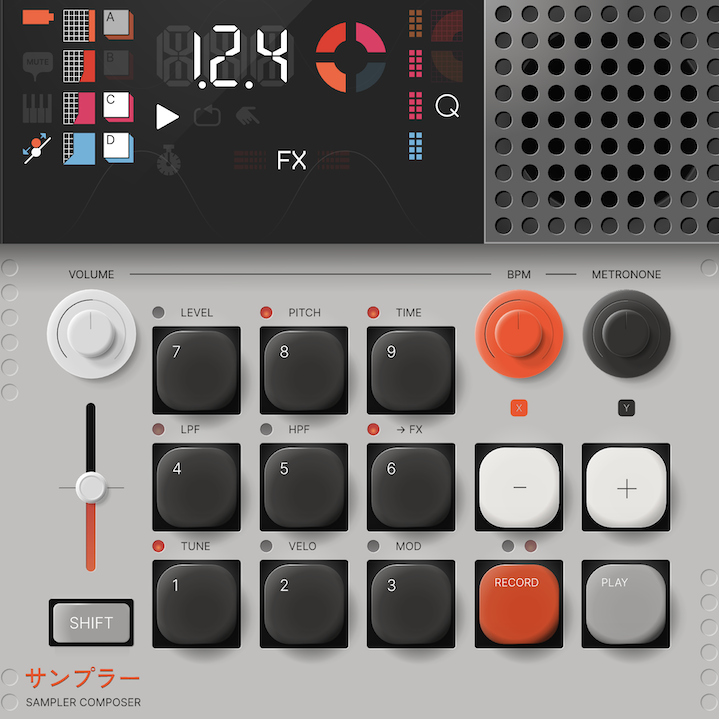 A
1.2.4
MUTE
B
C
Q
D
FX
VOLUME
BPM
METRONONE
LEVEL
PITCH
TIME
7
8
9
X
Y
LPF
HPF
→ FX
4
5
6
−
+
TUNE
VELO
MOD
1
2
3
RECORD
PLAY
SHIFT
サンプラー
SAMPLER COMPOSER